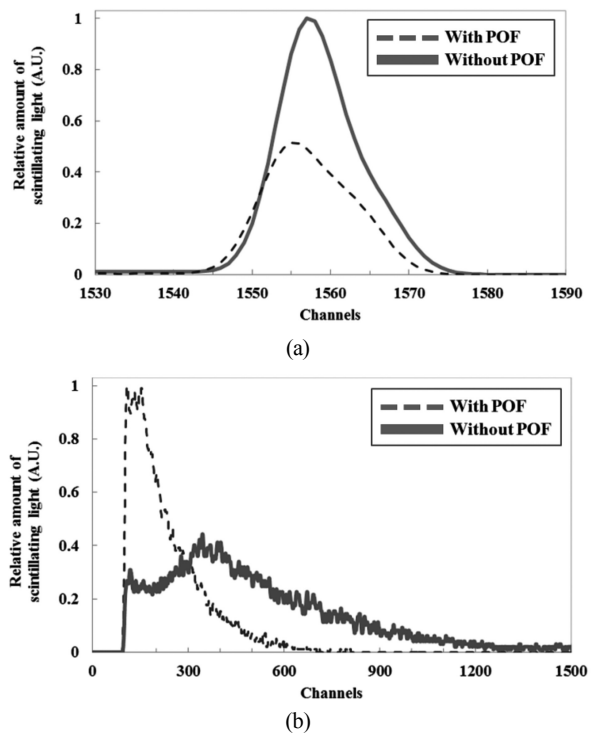 Relative amount of
scintillating light (A.U.)
1
0.8
0.6
0.4
0.2
0
With POF
Without POF
1530 1540 1550 1560 1570 1580 1590
Channels
(a)
Relative amount of
scintillating light (A.U.)
1
0.8
0.6
0.4
0.2
0
With POF
Without POF
0 300 600 900 1200 1500
Channels
(b)